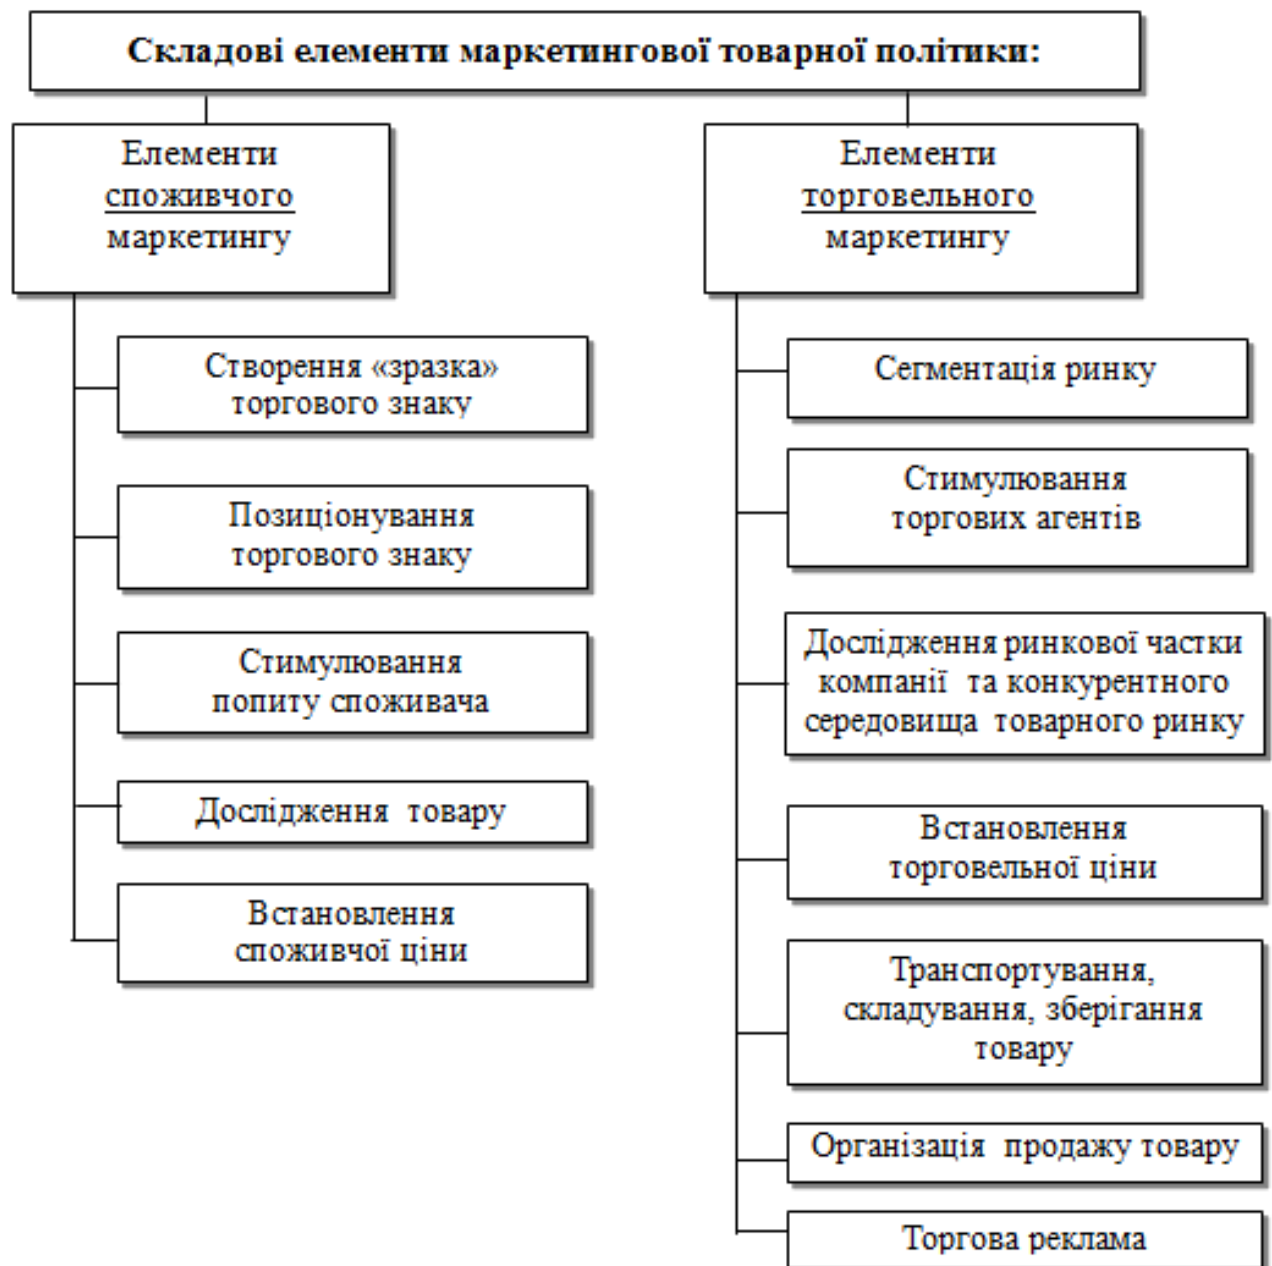 Складові елементи маркетингової товарної політики:
Елементи
споживчого
маркетингу
Створення «зразка»
торгового знаку
Позиціонування
торгового знаку
Стимулювання
попиту споживача
Дослідження товару
Встановлення
споживчої ціни
Елементи
торговельного
маркетингу
Сегментація ринку
Стимулювання
торгових агентів
Дослідження ринкової частки
компанії та конкурентного
середовища товарного ринку
Встановлення
торговельної ціни
Транспортування,
складування, зберігання
товару
Організація продажу товару
Торгова реклама